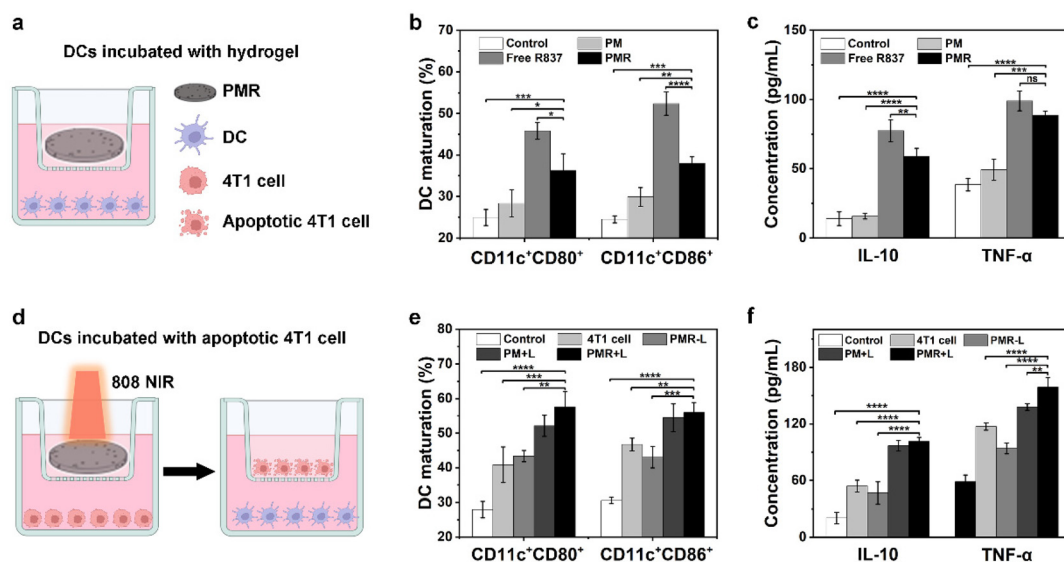 a
DCs incubated with hydrogel
PMR
DC
4T1 cell
Apoptotic 4T1 cell
b
DC maturation (%)
70
60
50
40
30
20
Control
PM
Free R837
PMR
***
*
*
***
**
****
CD11c⁺CD80⁺
CD11c⁺CD86⁺
c
Concentration (pg/mL)
150
100
50
0
Control
PM
Free R837
PMR
****
****
**
****
***
ns
IL-10
TNF-α
d
DCs incubated with apoptotic 4T1 cell
808 NIR
e
DC maturation (%)
80
70
60
50
40
30
20
Control
4T1 cell
PMR-L
PM+L
PMR+L
****
***
**
****
**
***
CD11c⁺CD80⁺
CD11c⁺CD86⁺
f
Concentration (pg/mL)
180
120
60
0
Control
4T1 cell
PMR-L
PM+L
PMR+L
****
****
****
****
****
**
IL-10
TNF-α